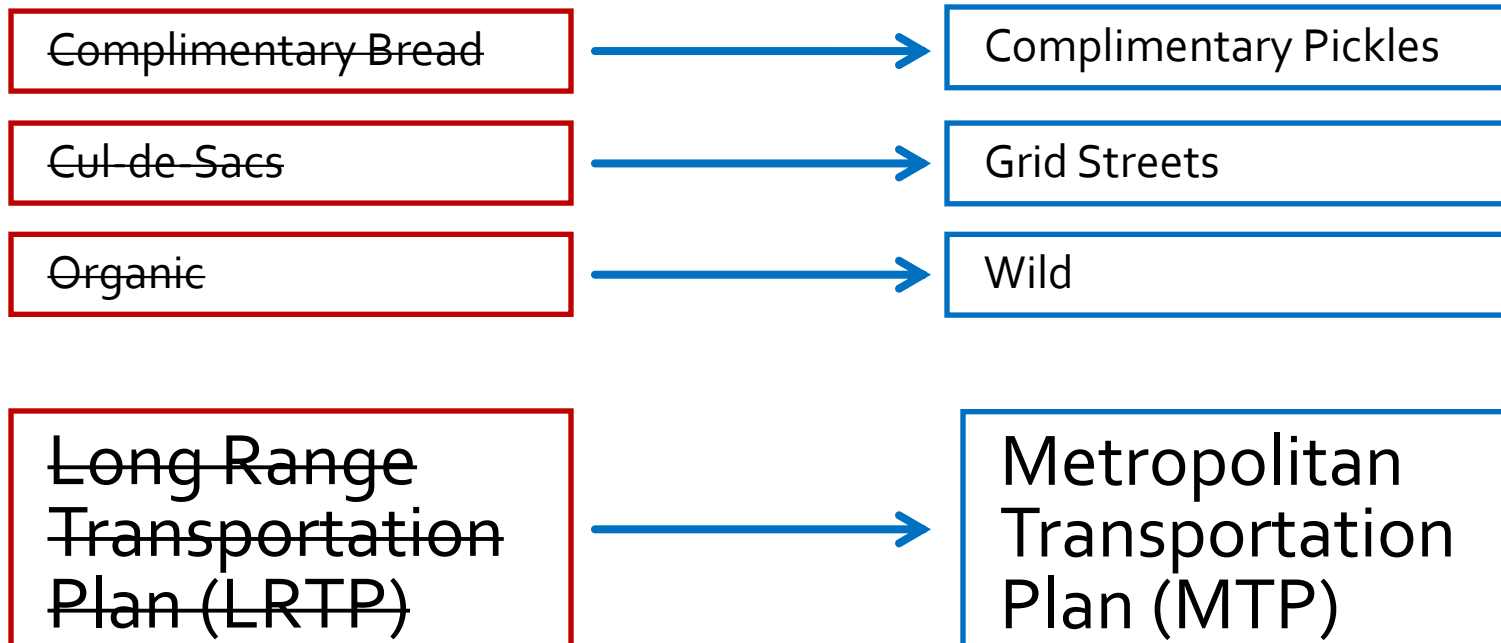 Complimentary Bread
Complimentary Pickles
Cul-de-Sacs
Grid Streets
Organic
Wild
Long Range
Transportation
Plan (LRTP)
Metropolitan
Transportation
Plan (MTP)